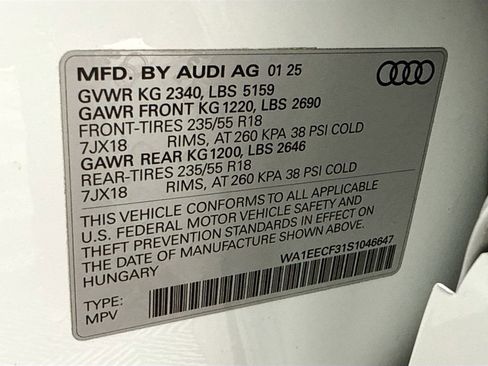 MFD. BY AUDI AG 01 25
GVWR KG 2340, LBS 5159
GAWR FRONT KG 1220, LBS 2690
FRONT-TIRES 235/55 R18
7JX18 RIMS, AT 260 KPA 38 PSI COLD
GAWR REAR KG1200, LBS 2646
REAR-TIRES 235/55 R18
7JX18 RIMS, AT 260 KPA 38 PSI COLD
THIS VEHICLE CONFORMS TO ALL APPLICABLE
U.S. FEDERAL MOTOR VEHICLE SAFETY AND
THEFT PREVENTION STANDARDS IN EFFECT ON
THE DATE OF MANUFACTURE SHOWN ABOVE.
HUNGARY
WA1EECF31S1046647
TYPE:
MPV